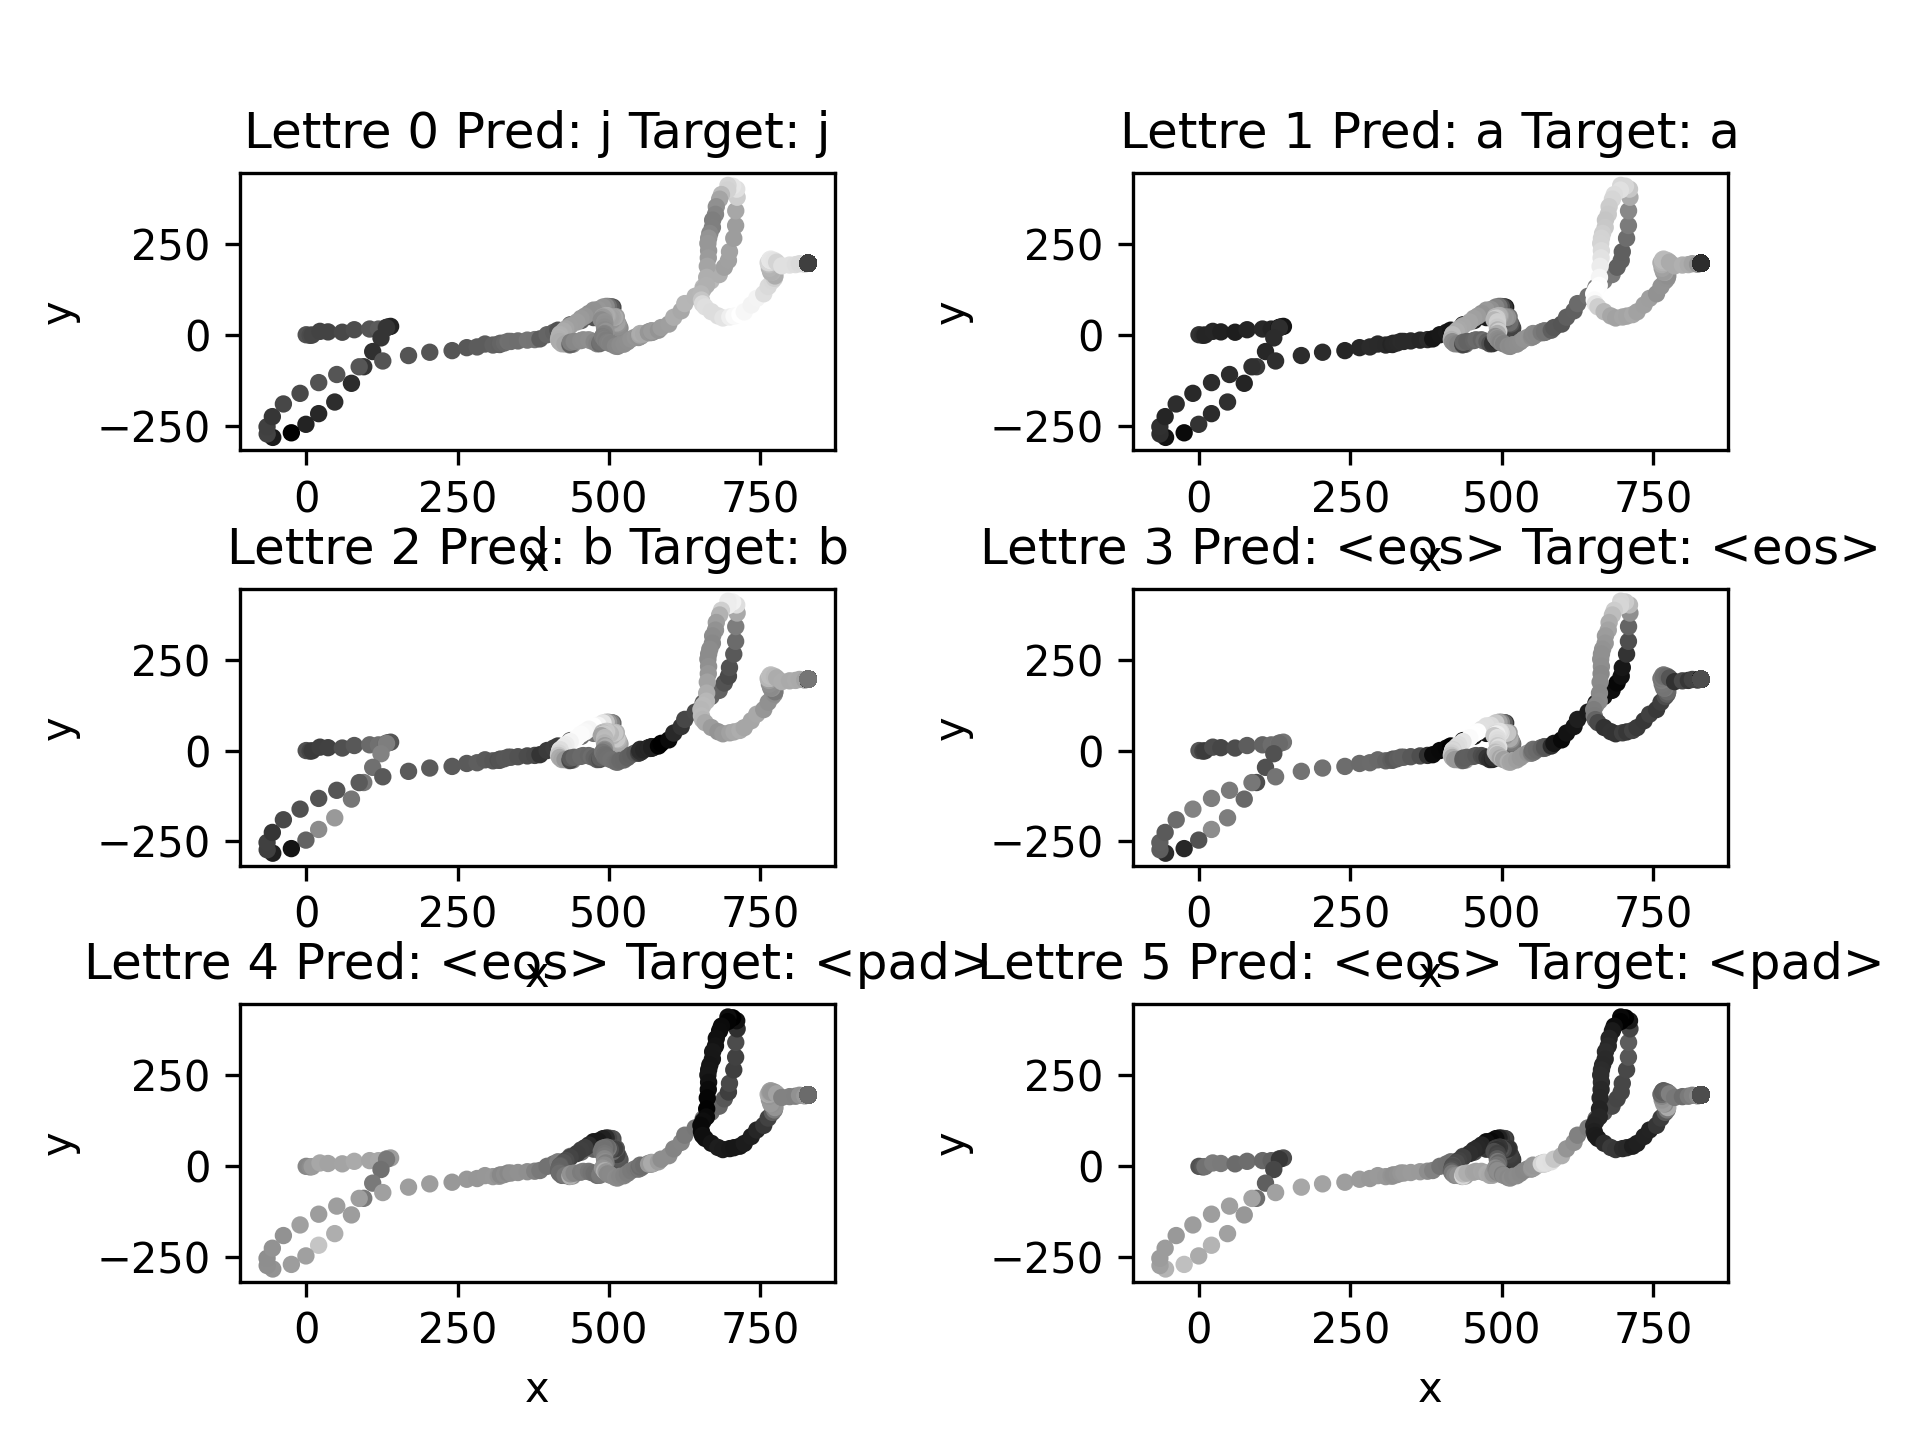 Lettre 0 Pred: j Target: j
Lettre 1 Pred: a Target: a
250
0
−250
y
0 250 500 750
x
250
0
−250
y
0 250 500 750
x
Lettre 2 Pred: b Target: b
Lettre 3 Pred: <eos> Target: <eos>
250
0
−250
y
0 250 500 750
x
250
0
−250
y
0 250 500 750
x
Lettre 4 Pred: <eos> Target: <pad>
Lettre 5 Pred: <eos> Target: <pad>
250
0
−250
y
0 250 500 750
x
250
0
−250
y
0 250 500 750
x